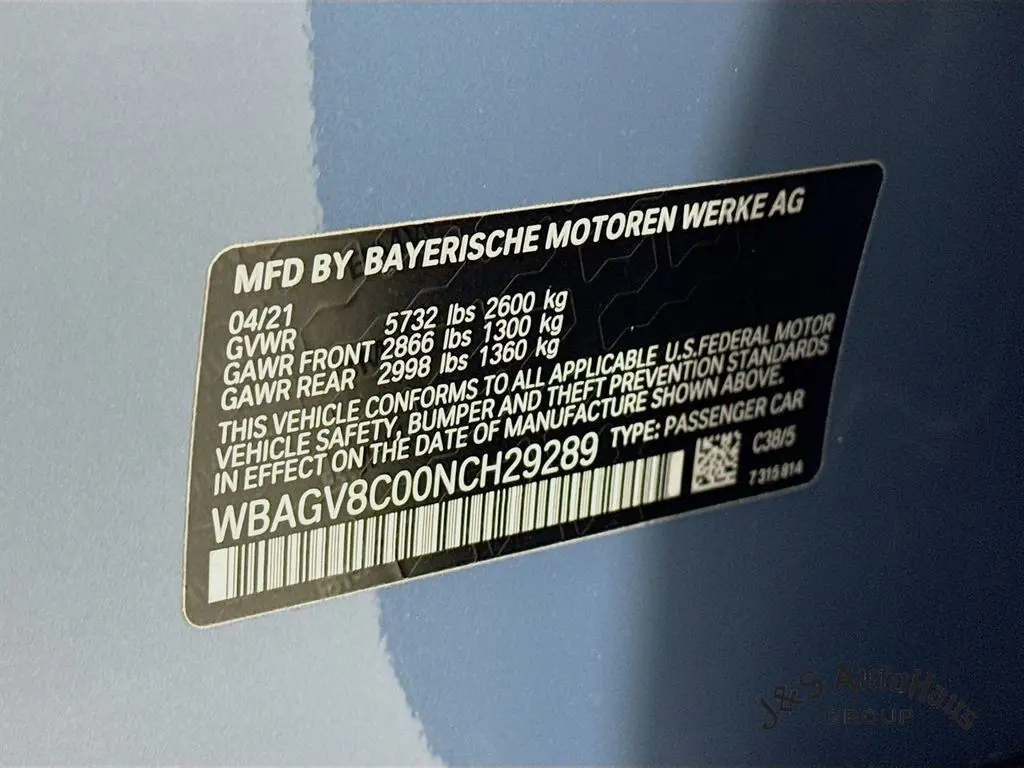 MFD BY BAYERISCHE MOTOREN WERKE AG
04/21
GVWR 5732 lbs 2600 kg
GAWR FRONT 2866 lbs 1300 kg
GAWR REAR 2998 lbs 1360 kg
THIS VEHICLE CONFORMS TO ALL APPLICABLE U.S.FEDERAL MOTOR
VEHICLE SAFETY, BUMPER AND THEFT PREVENTION STANDARDS
IN EFFECT ON THE DATE OF MANUFACTURE SHOWN ABOVE.
WBAGV8C00NCH29289 TYPE: PASSENGER CAR
C38/5
7315814
J&S AutoHaus
GROUP